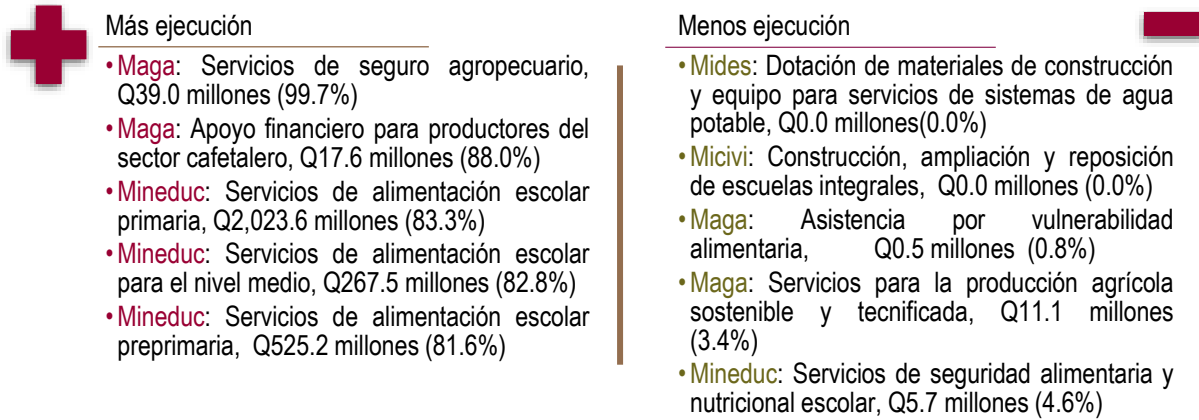 Más ejecución
•Maga: Servicios de seguro agropecuario,
Q39.0 millones (99.7%)
•Maga: Apoyo financiero para productores del
sector cafetalero, Q17.6 millones (88.0%)
•Mineduc: Servicios de alimentación escolar
primaria, Q2,023.6 millones (83.3%)
•Mineduc: Servicios de alimentación escolar
para el nivel medio, Q267.5 millones (82.8%)
•Mineduc: Servicios de alimentación escolar
preprimaria, Q525.2 millones (81.6%)
Menos ejecución
•Mides: Dotación de materiales de construcción
y equipo para servicios de sistemas de agua
potable, Q0.0 millones(0.0%)
•Micivi: Construcción, ampliación y reposición
de escuelas integrales, Q0.0 millones (0.0%)
•Maga: Asistencia por vulnerabilidad
alimentaria, Q0.5 millones (0.8%)
•Maga: Servicios para la producción agrícola
sostenible y tecnificada, Q11.1 millones
(3.4%)
•Mineduc: Servicios de seguridad alimentaria y
nutricional escolar, Q5.7 millones (4.6%)